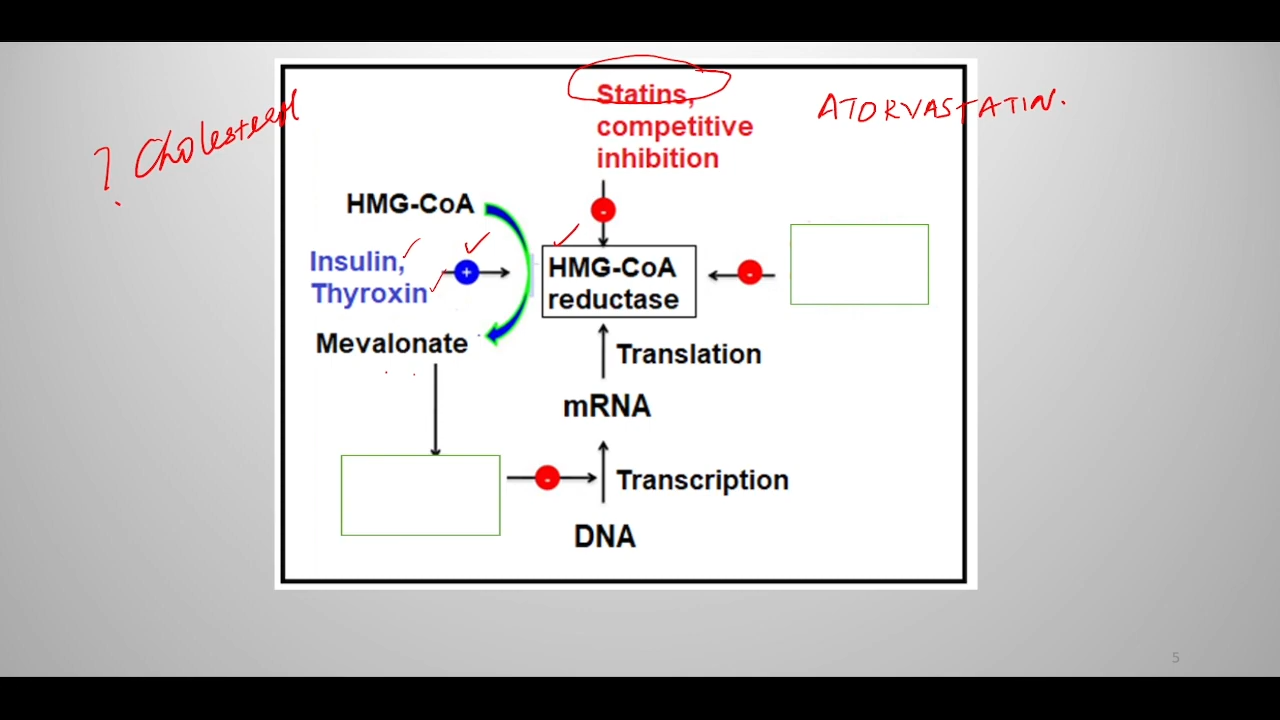 Statins,
competitive
inhibition
ATORVASTATIN.
? Cholesterol
HMG-CoA
Insulin,
Thyroxin
+
-
HMG-CoA
reductase
-
Mevalonate
Translation
mRNA
-
Transcription
DNA
5